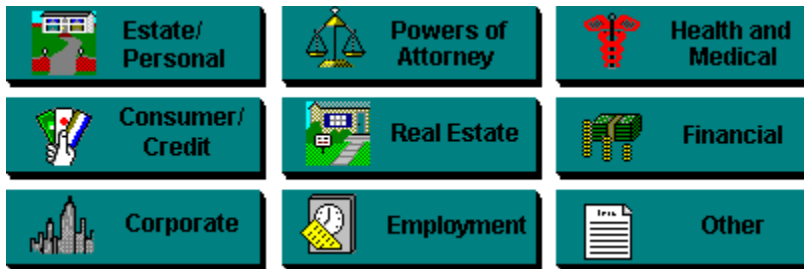 Estate/
Personal
Powers of
Attorney
Health and
Medical
Consumer/
Credit
Real Estate
Financial
Corporate
Employment
Other